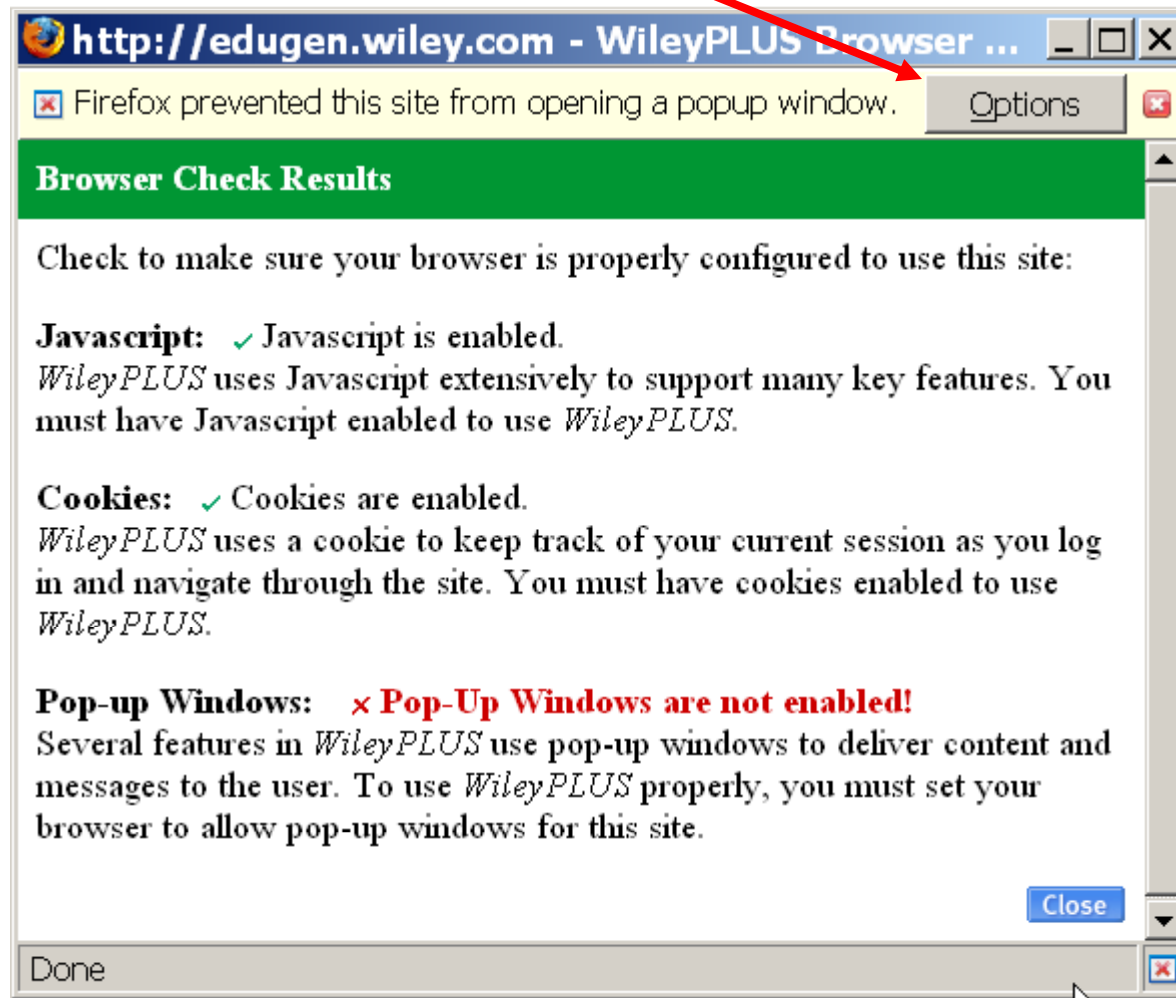 http://edugen.wiley.com - WileyPLUS Browser ...
Firefox prevented this site from opening a popup window. Options
Browser Check Results
Check to make sure your browser is properly configured to use this site:
Javascript: ✓ Javascript is enabled.
WileyPLUS uses Javascript extensively to support many key features. You
must have Javascript enabled to use WileyPLUS.
Cookies: ✓ Cookies are enabled.
WileyPLUS uses a cookie to keep track of your current session as you log
in and navigate through the site. You must have cookies enabled to use
WileyPLUS.
Pop-up Windows: × Pop-Up Windows are not enabled!
Several features in WileyPLUS use pop-up windows to deliver content and
messages to the user. To use WileyPLUS properly, you must set your
browser to allow pop-up windows for this site.
Close
Done